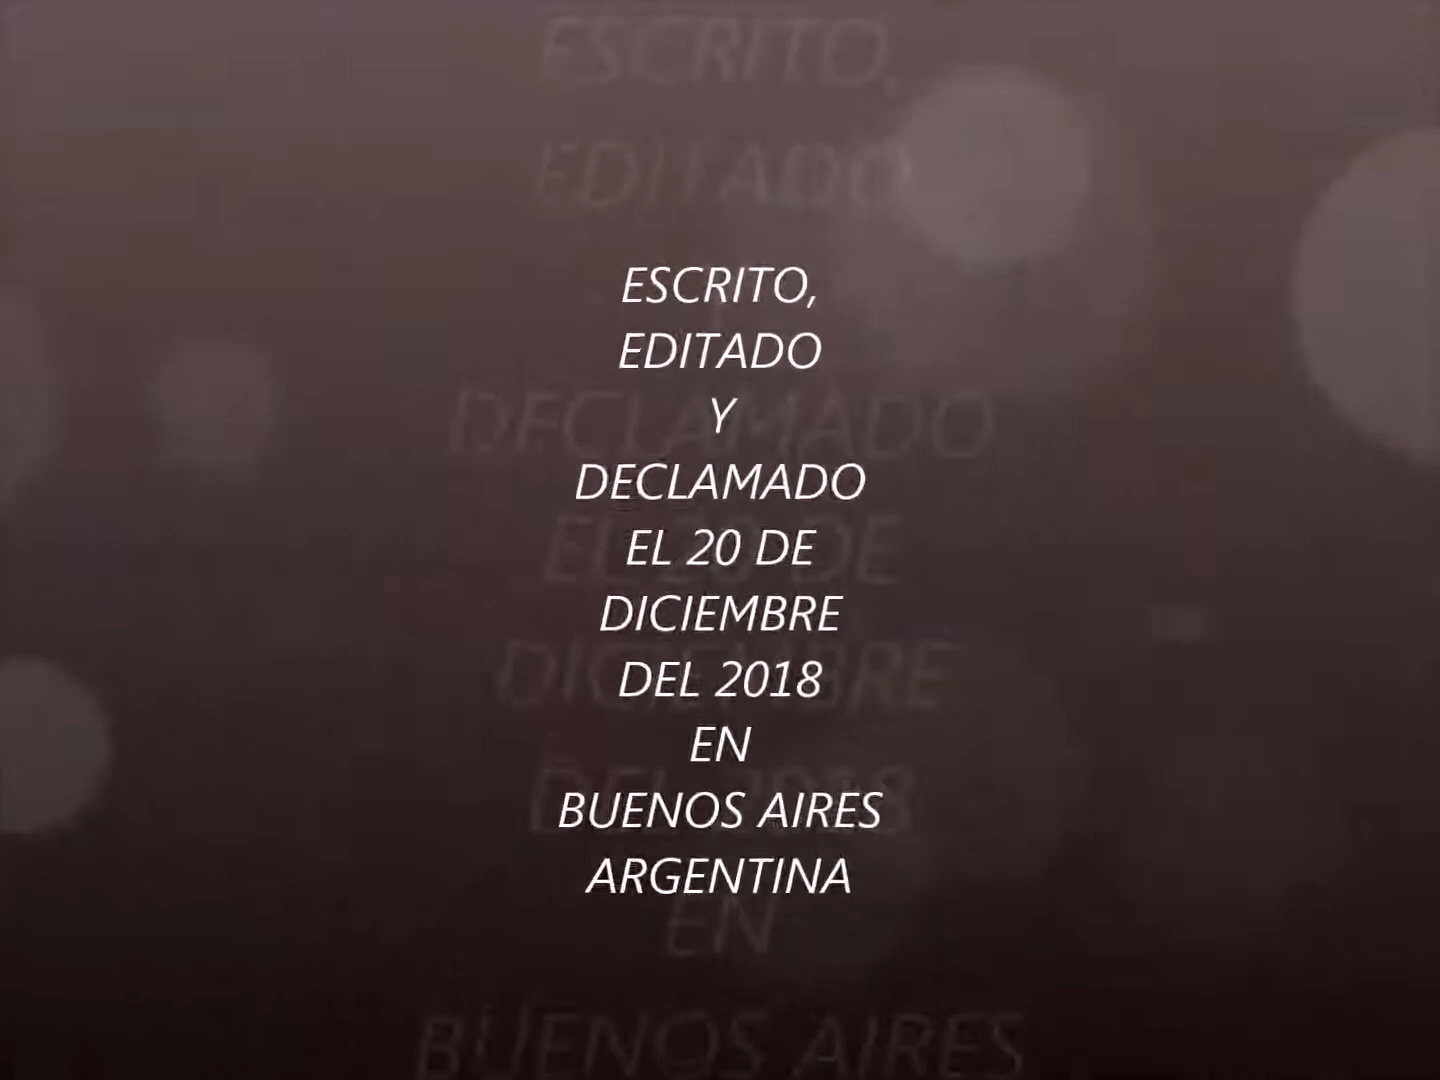 ESCRITO,
EDITADO
Y
DECLAMADO
EL 20 DE
DICIEMBRE
DEL 2018
EN
BUENOS AIRES
ARGENTINA